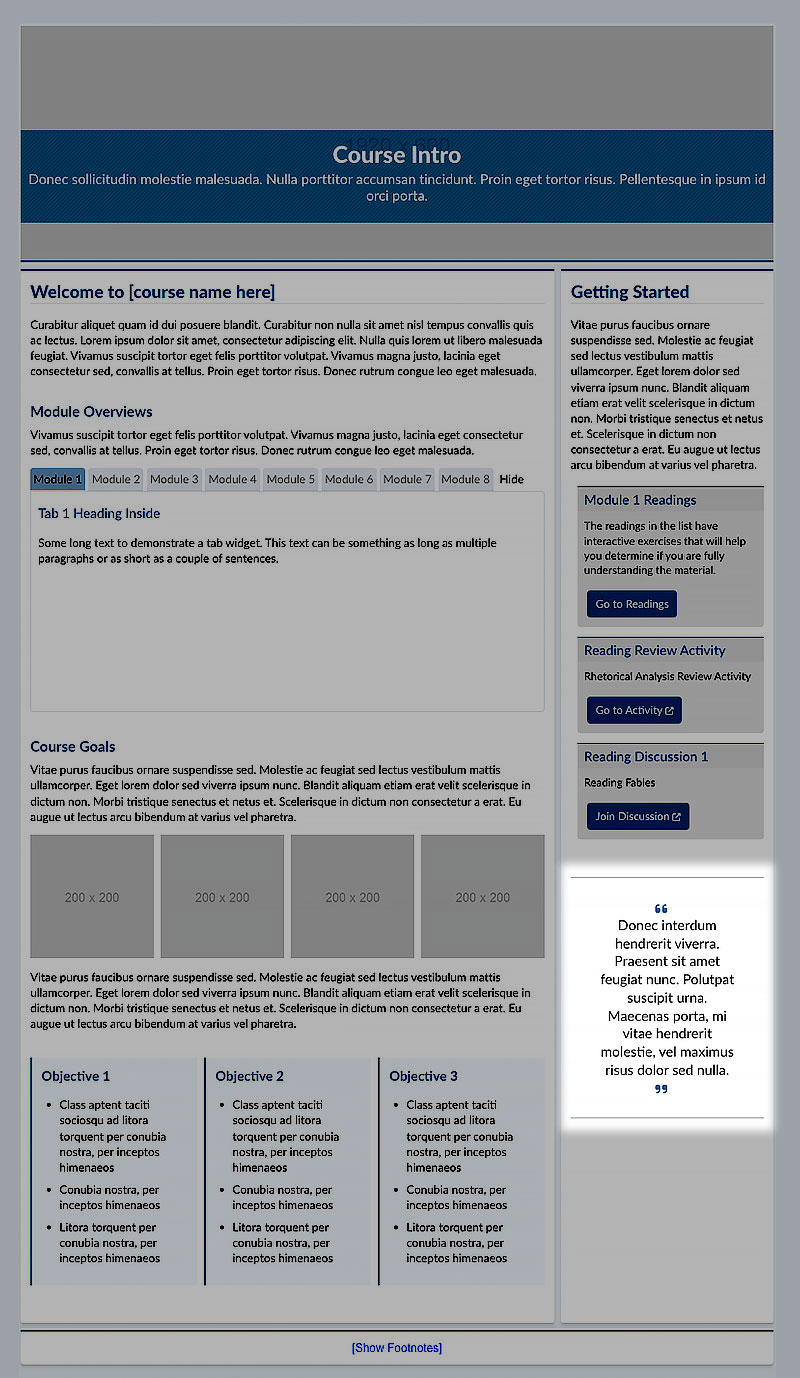 1920 x 600
Course Intro
Donec sollicitudin molestie malesuada. Nulla porttitor accumsan tincidunt. Proin eget tortor risus. Pellentesque in ipsum id
orci porta.
Welcome to [course name here]
Curabitur aliquet quam id dui posuere blandit. Curabitur non nulla sit amet nisl tempus convallis quis
ac lectus. Lorem ipsum dolor sit amet, consectetur adipiscing elit. Nulla quis lorem ut libero malesuada
feugiat. Vivamus suscipit tortor eget felis porttitor volutpat. Vivamus magna justo, lacinia eget
consectetur sed, convallis at tellus. Proin eget tortor risus. Donec rutrum congue leo eget malesuada.
Module Overviews
Vivamus suscipit tortor eget felis porttitor volutpat. Vivamus magna justo, lacinia eget consectetur
sed, convallis at tellus. Proin eget tortor risus. Donec rutrum congue leo eget malesuada.
Module 1 Module 2 Module 3 Module 4 Module 5 Module 6 Module 7 Module 8 Hide
Tab 1 Heading Inside
Some long text to demonstrate a tab widget. This text can be something as long as multiple
paragraphs or as short as a couple of sentences.
Course Goals
Vitae purus faucibus ornare suspendisse sed. Molestie ac feugiat sed lectus vestibulum mattis
ullamcorper. Eget lorem dolor sed viverra ipsum nunc. Blandit aliquam etiam erat velit scelerisque in
dictum non. Morbi tristique senectus et netus et. Scelerisque in dictum non consectetur a erat. Eu
augue ut lectus arcu bibendum at varius vel pharetra.
200 x 200 200 x 200 200 x 200 200 x 200
Vitae purus faucibus ornare suspendisse sed. Molestie ac feugiat sed lectus vestibulum mattis
ullamcorper. Eget lorem dolor sed viverra ipsum nunc. Blandit aliquam etiam erat velit scelerisque in
dictum non. Morbi tristique senectus et netus et. Scelerisque in dictum non consectetur a erat. Eu
augue ut lectus arcu bibendum at varius vel pharetra.
Objective 1
• Class aptent taciti
sociosqu ad litora
torquent per conubia
nostra, per inceptos
himenaeos
• Conubia nostra, per
inceptos himenaeos
• Litora torquent per
conubia nostra, per
inceptos himenaeos
Objective 2
• Class aptent taciti
sociosqu ad litora
torquent per conubia
nostra, per inceptos
himenaeos
• Conubia nostra, per
inceptos himenaeos
• Litora torquent per
conubia nostra, per
inceptos himenaeos
Objective 3
• Class aptent taciti
sociosqu ad litora
torquent per conubia
nostra, per inceptos
himenaeos
• Conubia nostra, per
inceptos himenaeos
• Litora torquent per
conubia nostra, per
inceptos himenaeos
Getting Started
Vitae purus faucibus ornare
suspendisse sed. Molestie ac feugiat
sed lectus vestibulum mattis
ullamcorper. Eget lorem dolor sed
viverra ipsum nunc. Blandit aliquam
etiam erat velit scelerisque in dictum
non. Morbi tristique senectus et netus
et. Scelerisque in dictum non
consectetur a erat. Eu augue ut lectus
arcu bibendum at varius vel pharetra.
Module 1 Readings
The readings in the list have
interactive exercises that will help
you determine if you are fully
understanding the material.
Go to Readings
Reading Review Activity
Rhetorical Analysis Review Activity
Go to Activity
Reading Discussion 1
Reading Fables
Join Discussion
“
Donec interdum
hendrerit viverra.
Praesent sit amet
feugiat nunc. Polutpat
suscipit urna.
Maecenas porta, mi
vitae hendrerit
molestie, vel maximus
risus dolor sed nulla.
”
[Show Footnotes]